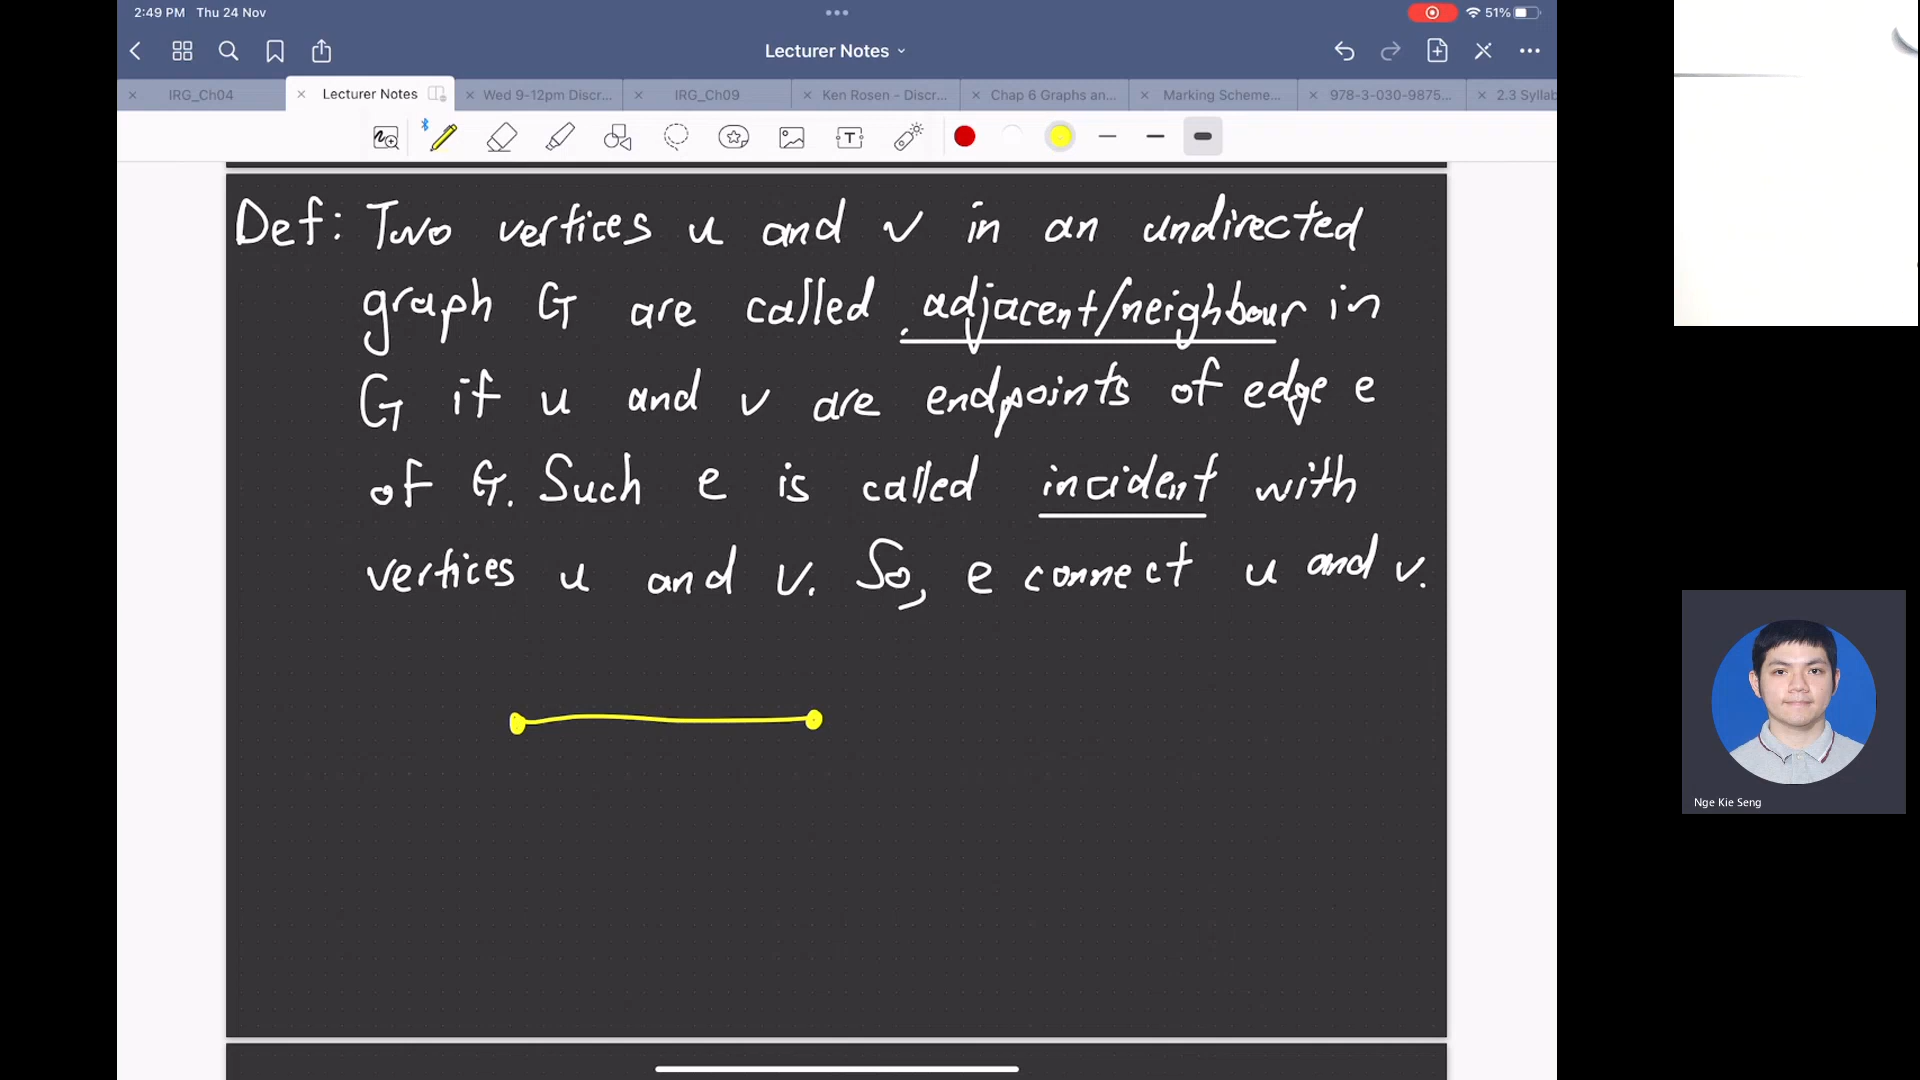 2:49 PM Thu 24 Nov
51%
Lecturer Notes
IRG_Ch04
Lecturer Notes
Wed 9-12pm Discr...
IRG_Ch09
Ken Rosen - Discr...
Chap 6 Graphs an...
Marking Scheme...
978-3-030-9875...
2.3 Syllab
Def: Two vertices u and v in an undirected
graph G are called adjacent/neighbour in
G if u and v are endpoints of edge e
of G. Such e is called incident with
vertices u and v. So, e connect u and v.
Nge Kie Seng